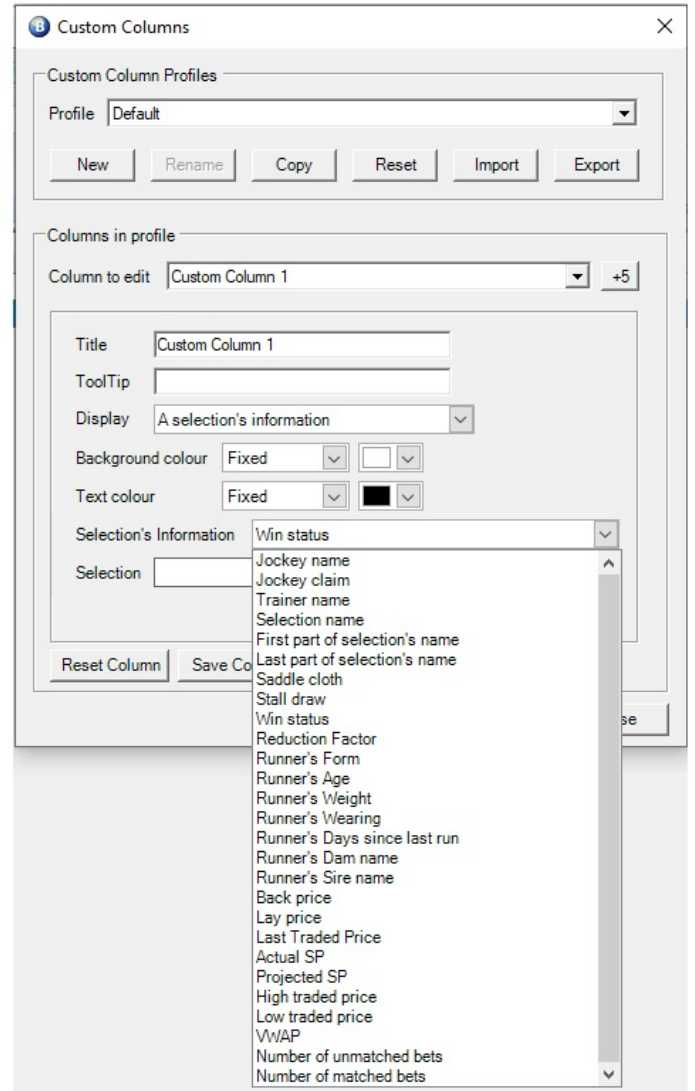 Custom Columns
Custom Column Profiles
Profile Default
New Rename Copy Reset Import Export
Columns in profile
Column to edit Custom Column 1 +5
Title Custom Column 1
ToolTip
Display A selection's information
Background colour Fixed
Text colour Fixed
Selection's Information Win status
Selection
Jockey name
Jockey claim
Trainer name
Selection name
First part of selection's name
Last part of selection's name
Saddle cloth
Stall draw
Win status
Reduction Factor
Runner's Form
Runner's Age
Runner's Weight
Runner's Wearing
Runner's Days since last run
Runner's Dam name
Runner's Sire name
Back price
Lay price
Last Traded Price
Actual SP
Projected SP
High traded price
Low traded price
VWAP
Number of unmatched bets
Number of matched bets
Reset Column Save Co
se